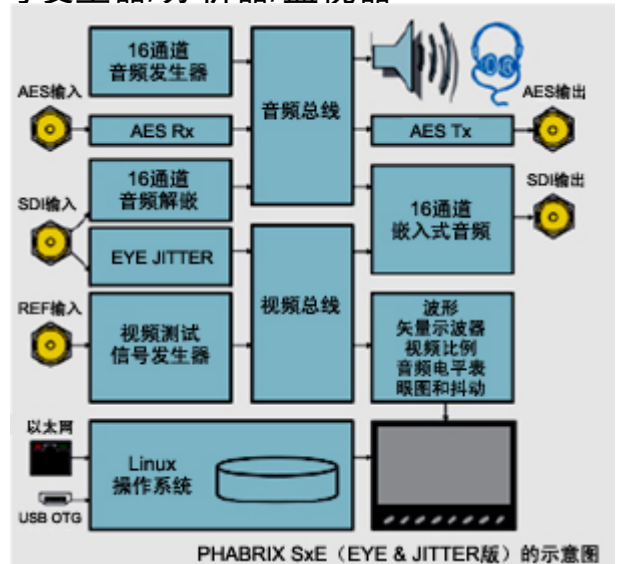 16通道
音频发生器
AES输入
AES Rx
音频总线
AES Tx
AES输出
16通道
音频解嵌
SDI输入
EYE JITTER
16通道
嵌入式音频
SDI输出
REF输入
视频测试
信号发生器
视频总线
波形
矢量示波器
视频比例
音频电平表
眼图和抖动
以太网
Linux
操作系统
USB OTG
PHABRIX SxE（EYE & JITTER版）的示意图